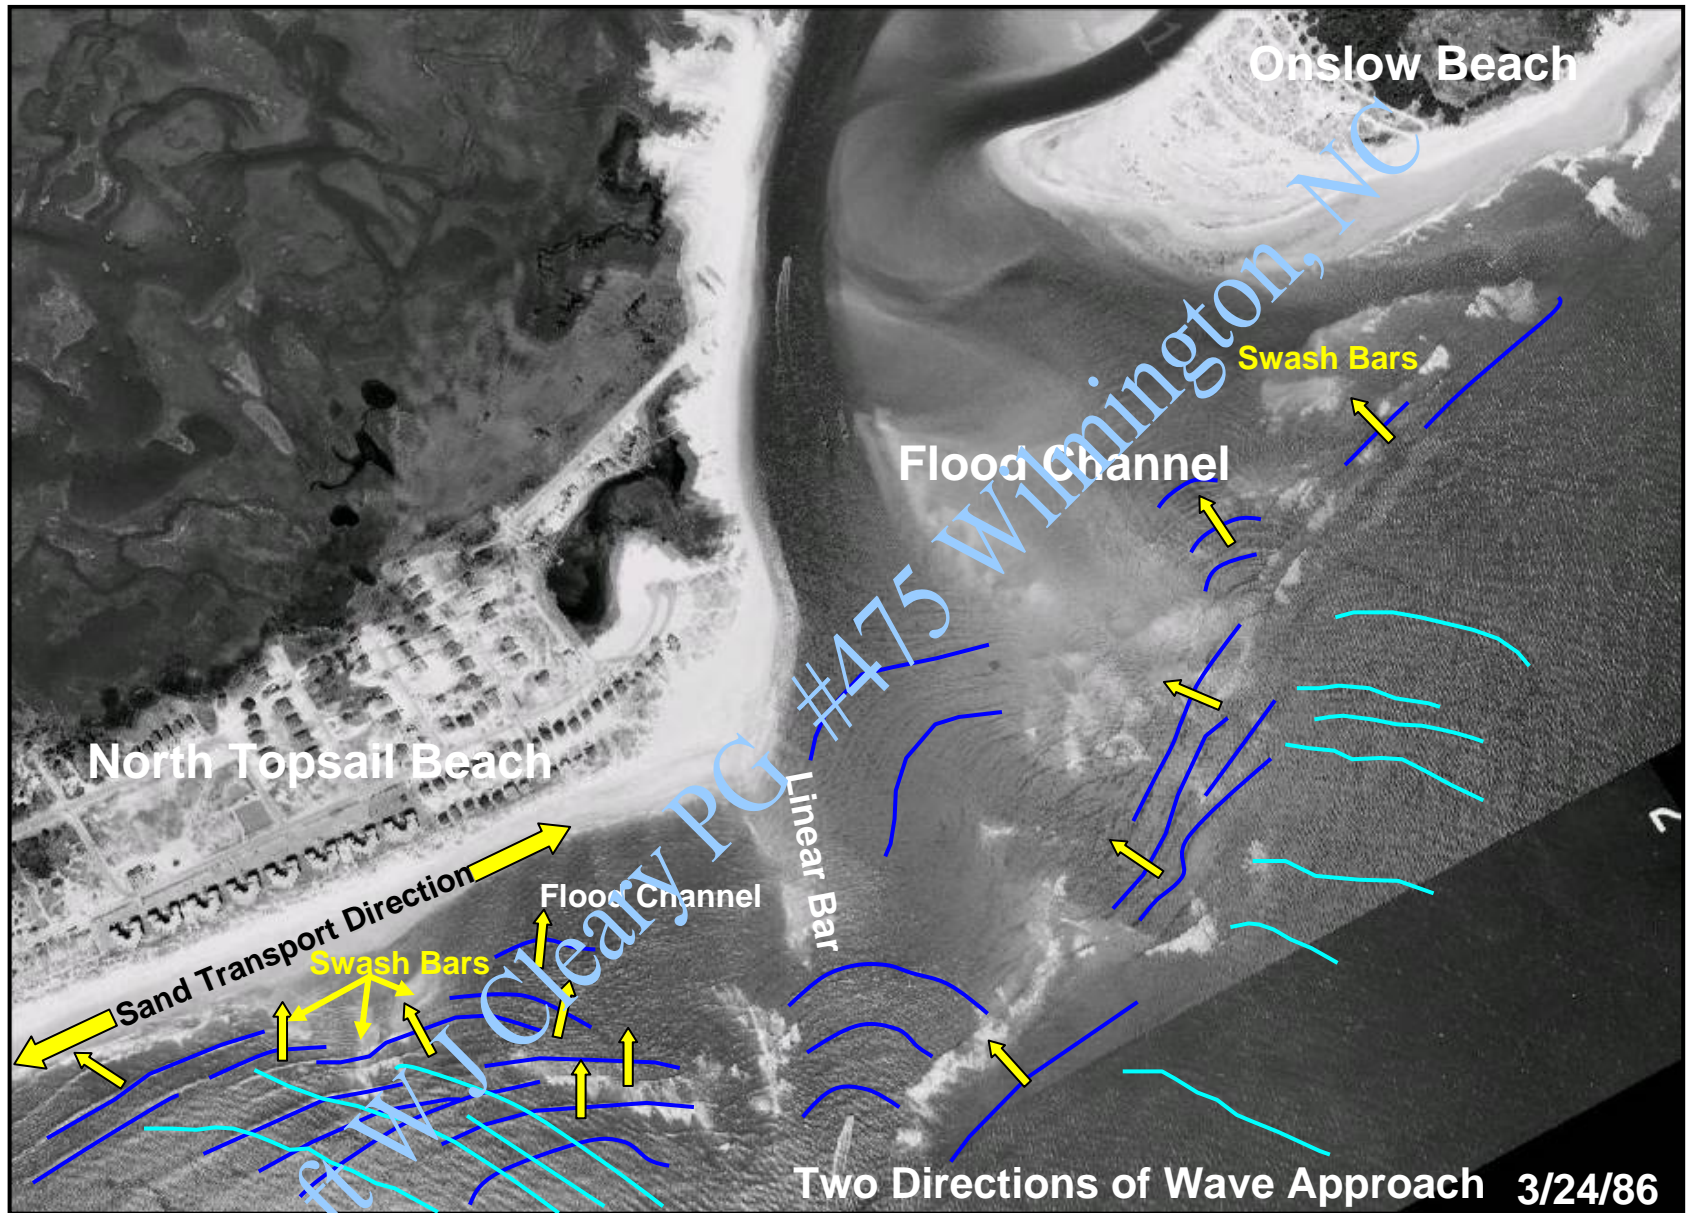 Onslow Beach
Swash Bars
Flood Channel
North Topsail Beach
Linear Bar
Flood Channel
Sand Transport Direction
Swash Bars
ft WJ Cleary PG #475 Wilmington, NC
Two Directions of Wave Approach 3/24/86